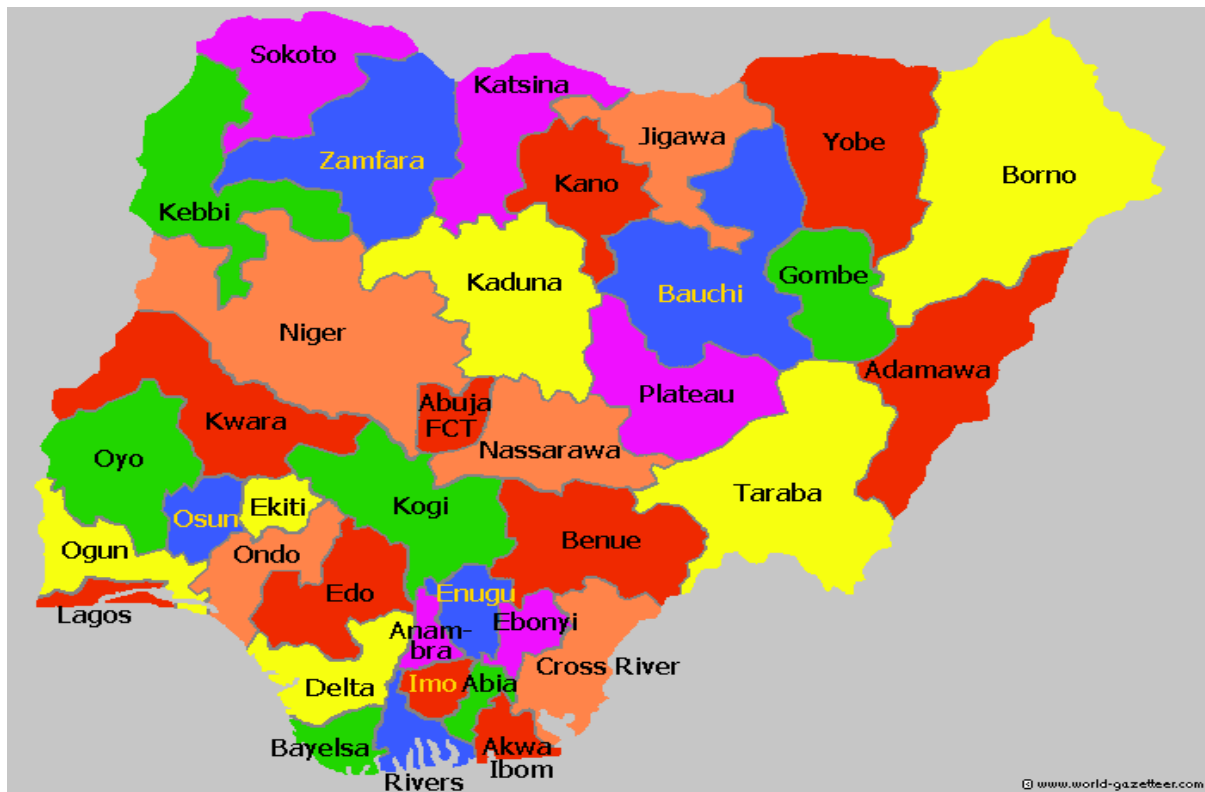 Sokoto
Katsina
Jigawa
Yobe
Zamfara
Borno
Kano
Kebbi
Gombe
Kaduna
Bauchi
Niger
Adamawa
Plateau
Abuja
FCT
Kwara
Nassarawa
Oyo
Taraba
Ekiti
Kogi
Osun
Benue
Ogun
Ondo
Edo
Enugu
Lagos
Anam-
bra
Ebonyi
Cross River
Delta
Imo
Abia
Bayelsa
Akwa
Ibom
Rivers
© www.world-gazetteer.com